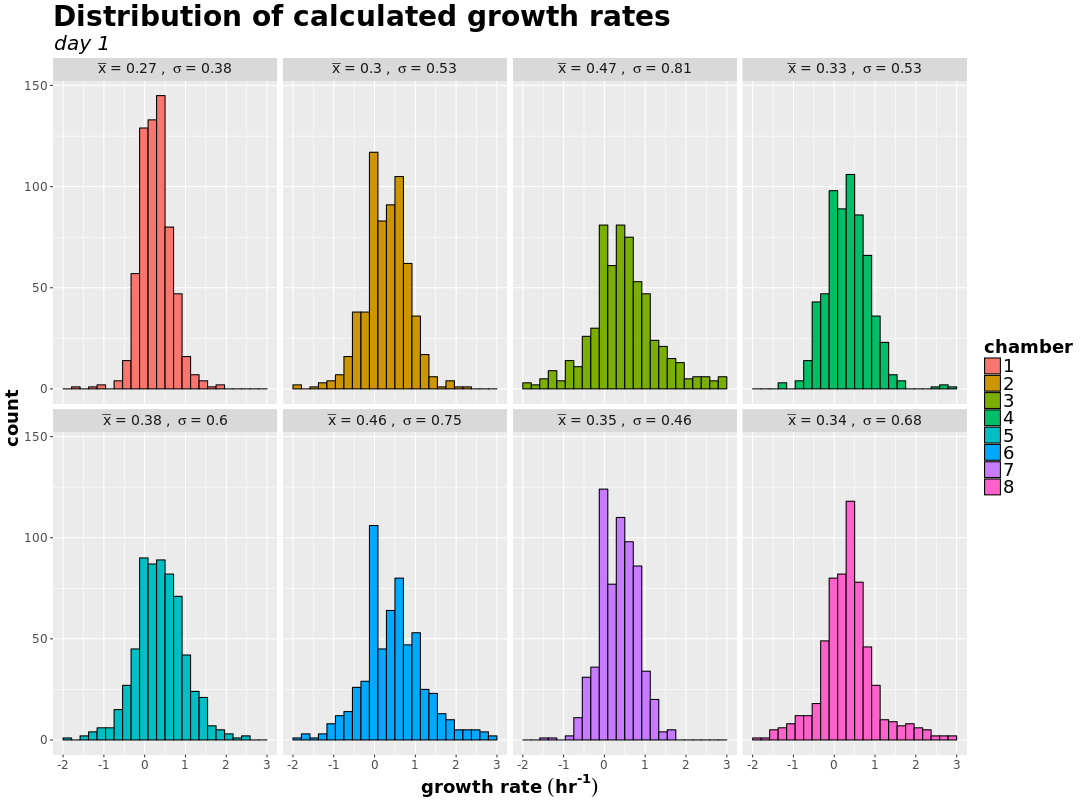 Distribution of calculated growth rates
day 1
x̅ = 0.27 , σ = 0.38
x̅ = 0.3 , σ = 0.53
x̅ = 0.47 , σ = 0.81
x̅ = 0.33 , σ = 0.53
150
100
50
0
x̅ = 0.38 , σ = 0.6
x̅ = 0.46 , σ = 0.75
x̅ = 0.35 , σ = 0.46
x̅ = 0.34 , σ = 0.68
150
100
50
0
-2 -1 0 1 2 3
-2 -1 0 1 2 3
-2 -1 0 1 2 3
-2 -1 0 1 2 3
growth rate (hr⁻¹)
count
chamber
1
2
3
4
5
6
7
8